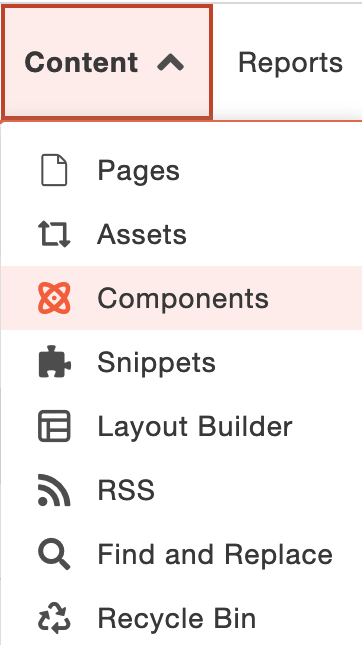 Content Reports
Pages
Assets
Components
Snippets
Layout Builder
RSS
Find and Replace
Recycle Bin